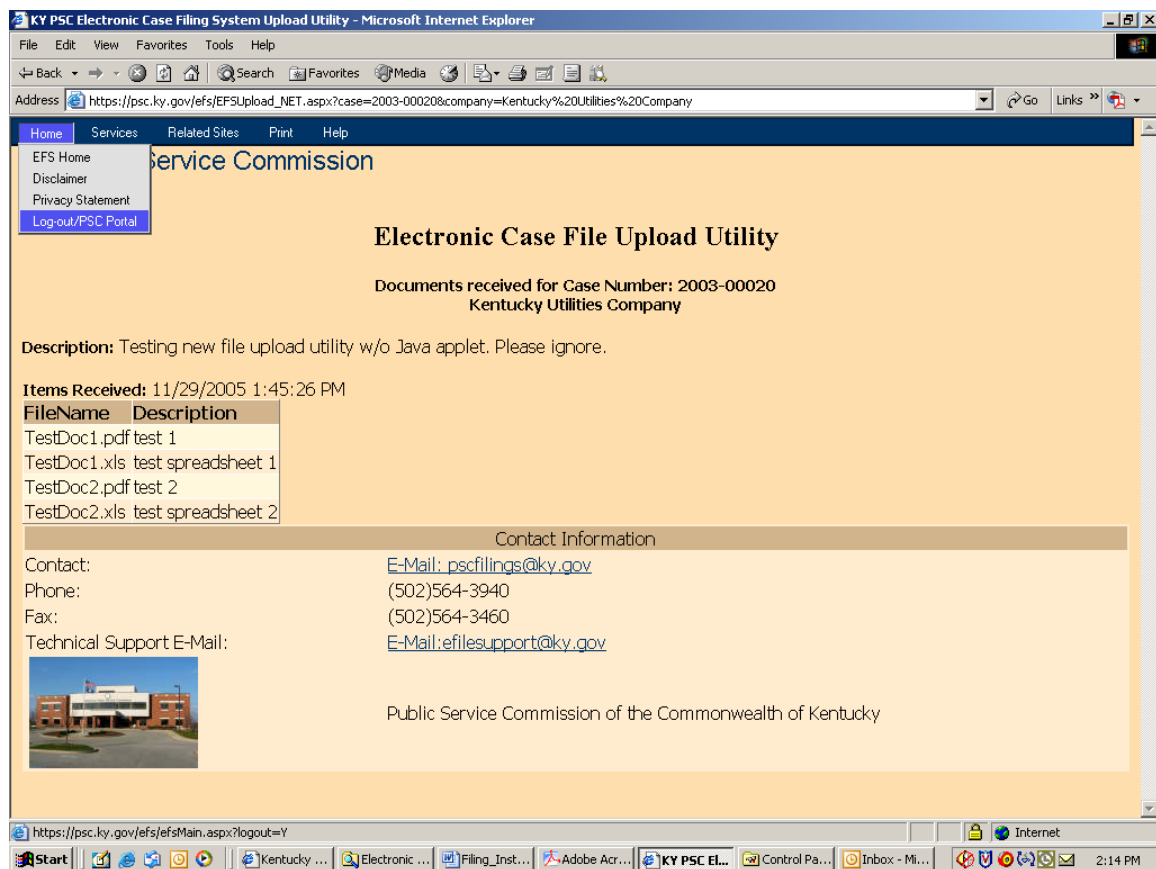 KY PSC Electronic Case Filing System Upload Utility - Microsoft Internet Explorer
File Edit View Favorites Tools Help
Back Search Favorites Media
Address https://psc.ky.gov/efs/EFSUpload_NET.aspx?case=2003-00020&company=Kentucky%20Utilities%20Company Go Links »
Home Services Related Sites Print Help
EFS Home
Service Commission
Disclaimer
Privacy Statement
Log-out/PSC Portal
Electronic Case File Upload Utility
Documents received for Case Number: 2003-00020
Kentucky Utilities Company
Description: Testing new file upload utility w/o Java applet. Please ignore.
Items Received: 11/29/2005 1:45:26 PM
FileName Description
TestDoc1.pdf test 1
TestDoc1.xls test spreadsheet 1
TestDoc2.pdf test 2
TestDoc2.xls test spreadsheet 2
Contact Information
Contact: E-Mail: pscfilings@ky.gov
Phone: (502)564-3940
Fax: (502)564-3460
Technical Support E-Mail: E-Mail:efilesupport@ky.gov
Public Service Commission of the Commonwealth of Kentucky
https://psc.ky.gov/efs/efsMain.aspx?logout=Y Internet
Start Kentucky ... Electronic ... Filing_Inst... Adobe Acr... KY PSC El... Control Pa... Inbox - Mi... 2:14 PM